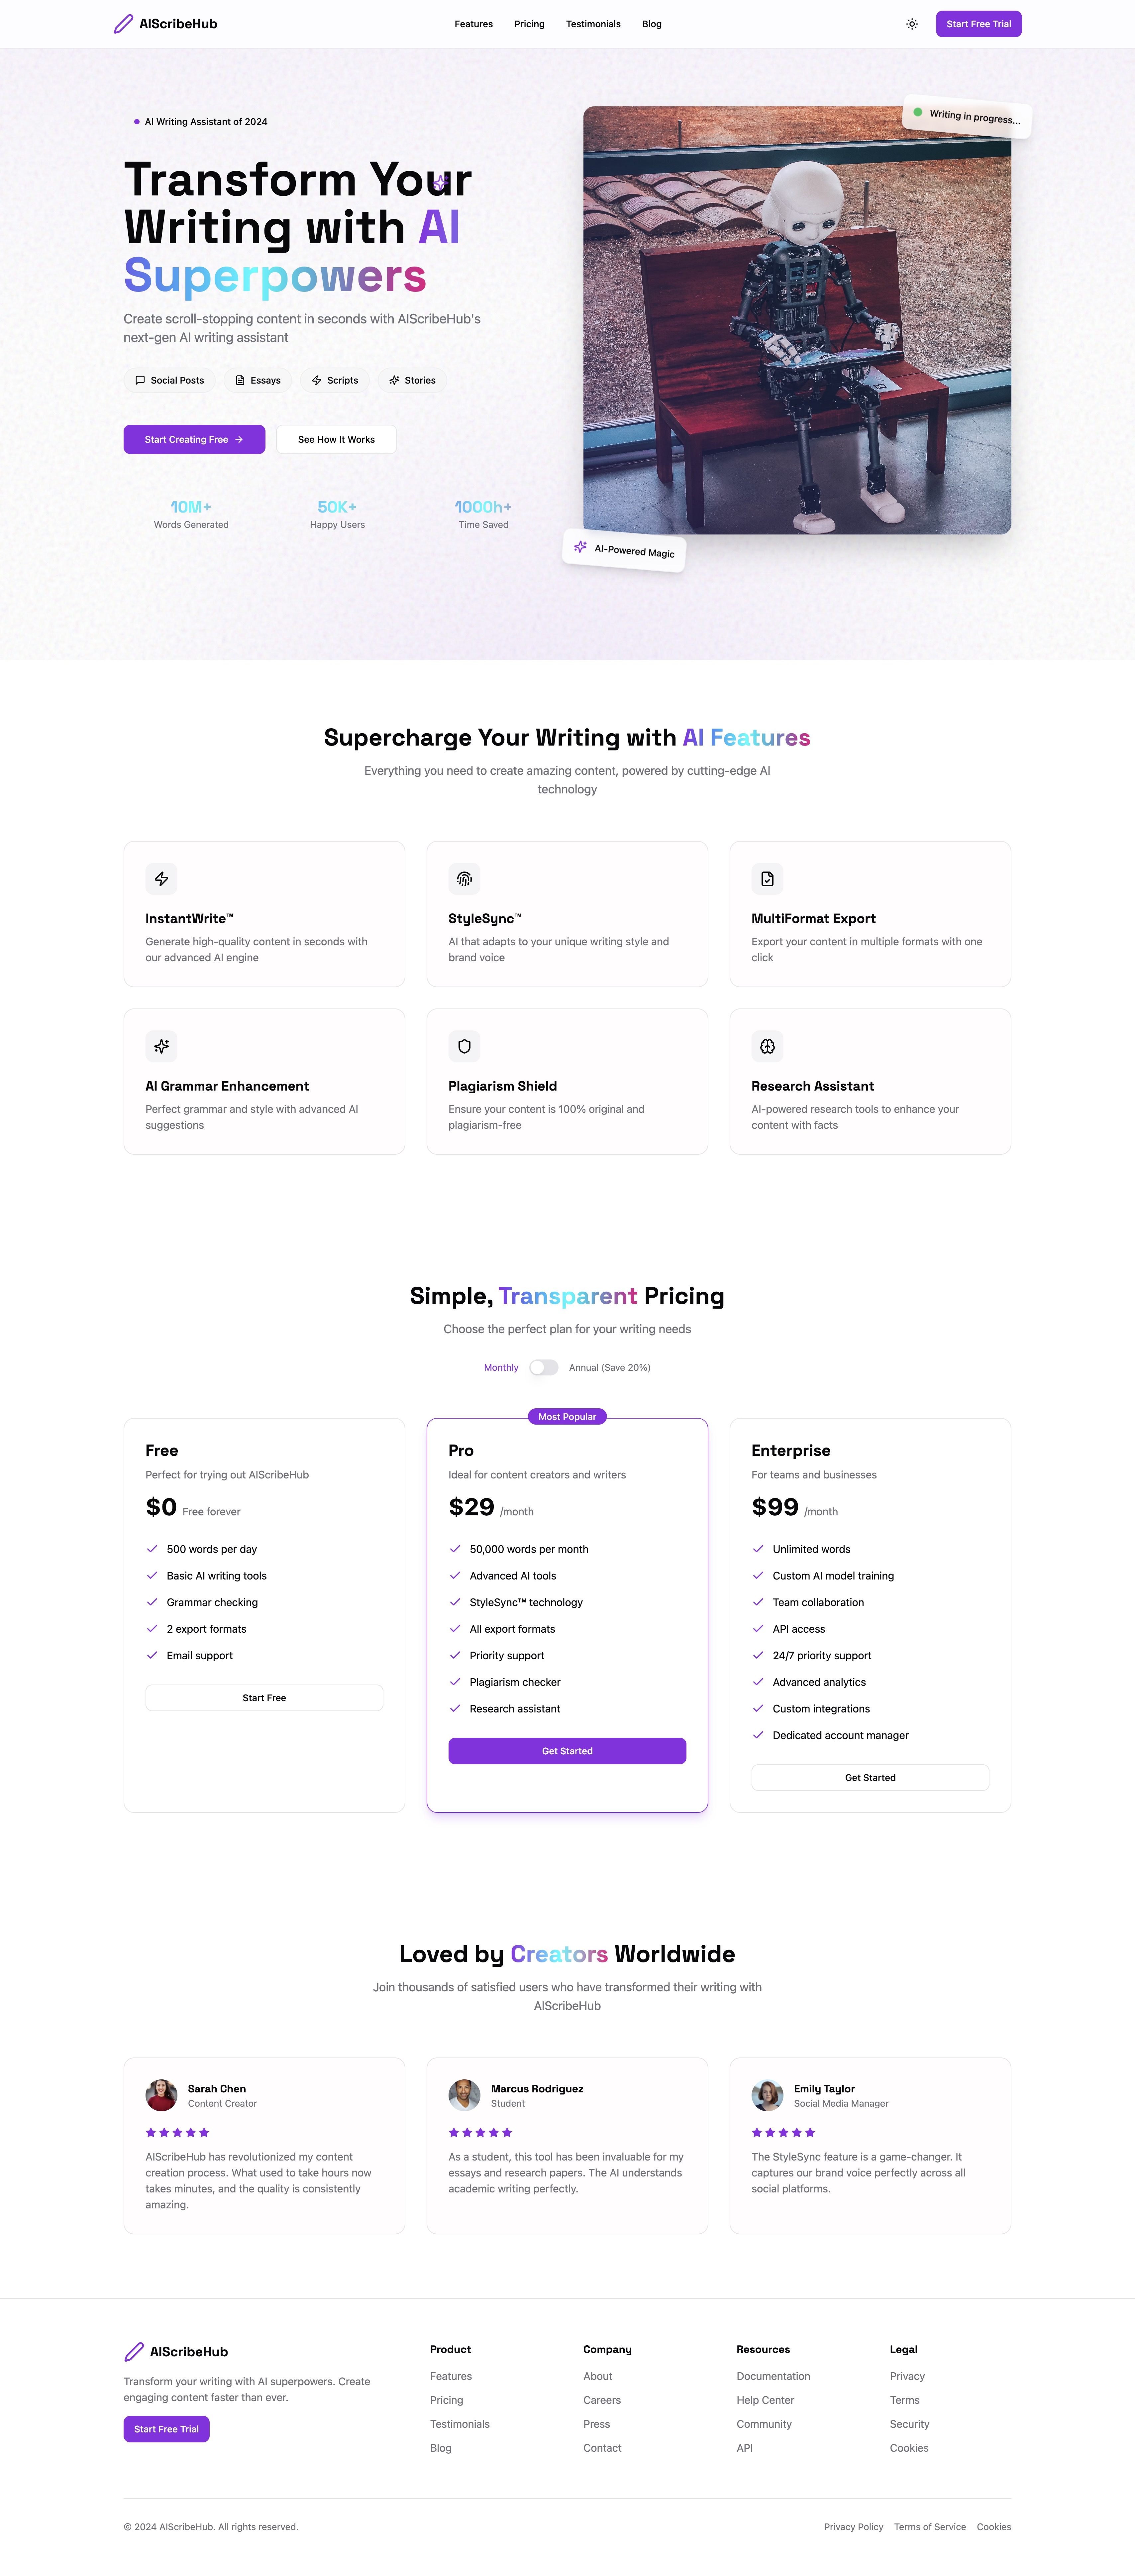 AIScribeHub
Features
Pricing
Testimonials
Blog
Start Free Trial
AI Writing Assistant of 2024
Transform Your
Writing with AI
Superpowers
Create scroll-stopping content in seconds with AIScribeHub's
next-gen AI writing assistant
Social Posts
Essays
Scripts
Stories
Start Creating Free
See How It Works
10M+
Words Generated
50K+
Happy Users
1000h+
Time Saved
Writing in progress...
AI-Powered Magic
Supercharge Your Writing with AI Features
Everything you need to create amazing content, powered by cutting-edge AI
technology
InstantWrite™
Generate high-quality content in seconds with
our advanced AI engine
StyleSync™
AI that adapts to your unique writing style and
brand voice
MultiFormat Export
Export your content in multiple formats with one
click
AI Grammar Enhancement
Perfect grammar and style with advanced AI
suggestions
Plagiarism Shield
Ensure your content is 100% original and
plagiarism-free
Research Assistant
AI-powered research tools to enhance your
content with facts
Simple, Transparent Pricing
Choose the perfect plan for your writing needs
Monthly
Annual (Save 20%)
Free
Perfect for trying out AIScribeHub
$0 Free forever
500 words per day
Basic AI writing tools
Grammar checking
2 export formats
Email support
Start Free
Most Popular
Pro
Ideal for content creators and writers
$29 /month
50,000 words per month
Advanced AI tools
StyleSync™ technology
All export formats
Priority support
Plagiarism checker
Research assistant
Get Started
Enterprise
For teams and businesses
$99 /month
Unlimited words
Custom AI model training
Team collaboration
API access
24/7 priority support
Advanced analytics
Custom integrations
Dedicated account manager
Get Started
Loved by Creators Worldwide
Join thousands of satisfied users who have transformed their writing with
AIScribeHub
Sarah Chen
Content Creator
AIScribeHub has revolutionized my content
creation process. What used to take hours now
takes minutes, and the quality is consistently
amazing.
Marcus Rodriguez
Student
As a student, this tool has been invaluable for my
essays and research papers. The AI understands
academic writing perfectly.
Emily Taylor
Social Media Manager
The StyleSync feature is a game-changer. It
captures our brand voice perfectly across all
social platforms.
AIScribeHub
Transform your writing with AI superpowers. Create
engaging content faster than ever.
Start Free Trial
Product
Features
Pricing
Testimonials
Blog
Company
About
Careers
Press
Contact
Resources
Documentation
Help Center
Community
API
Legal
Privacy
Terms
Security
Cookies
© 2024 AIScribeHub. All rights reserved.
Privacy Policy
Terms of Service
Cookies